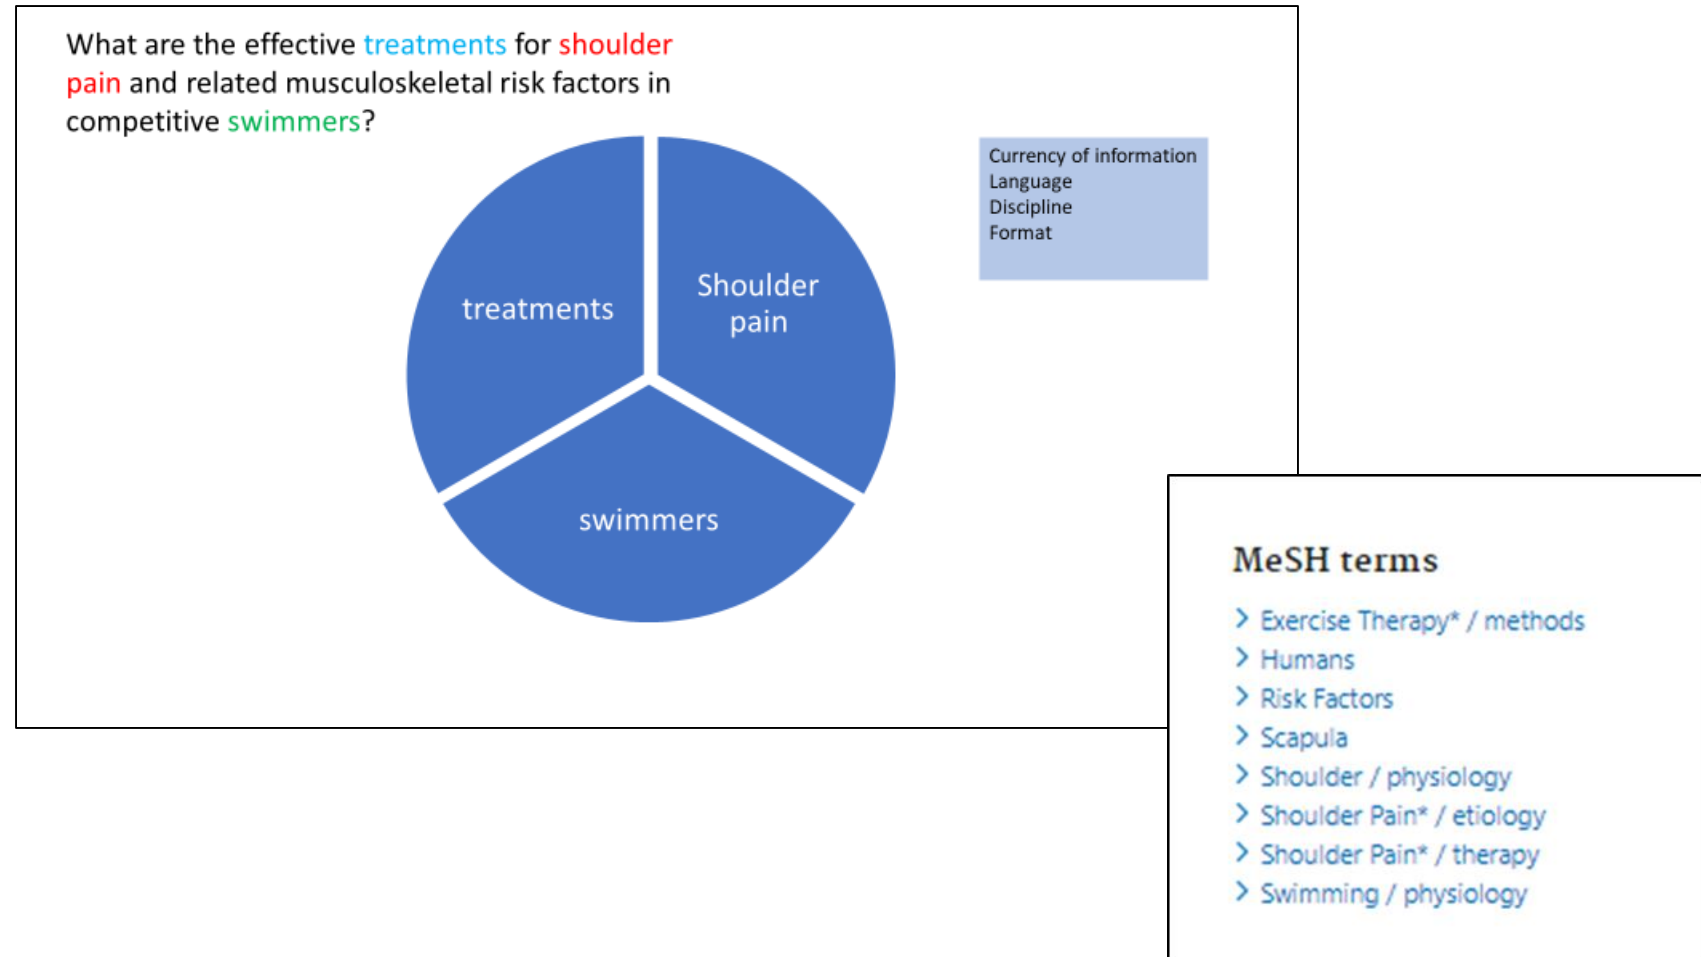 What are the effective treatments for shoulder
pain and related musculoskeletal risk factors in
competitive swimmers?
Currency of information
Language
Discipline
Format
treatments
Shoulder
pain
swimmers
MeSH terms
> Exercise Therapy* / methods
> Humans
> Risk Factors
> Scapula
> Shoulder / physiology
> Shoulder Pain* / etiology
> Shoulder Pain* / therapy
> Swimming / physiology